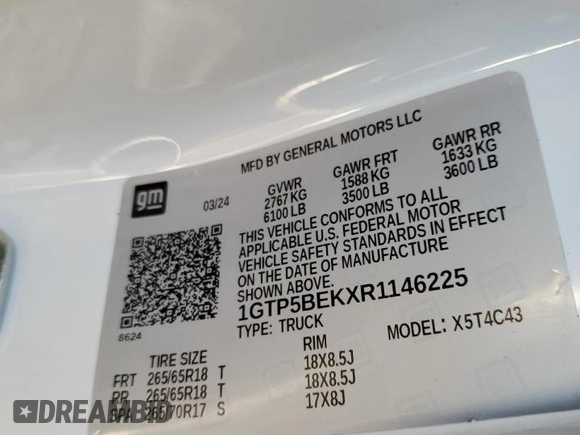 MFD BY GENERAL MOTORS LLC
gm
03/24
GVWR
2767 KG
6100 LB
GAWR FRT
1588 KG
3500 LB
GAWR RR
1633 KG
3600 LB
THIS VEHICLE CONFORMS TO ALL
APPLICABLE U.S. FEDERAL MOTOR
VEHICLE SAFETY STANDARDS IN EFFECT
ON THE DATE OF MANUFACTURE
SHOWN ABOVE.
1GTP5BEKXR1146225
TYPE: TRUCK
MODEL: X5T4C43
8624
TIRE SIZE RIM
FRT 265/65R18 T 18X8.5J
RR 265/65R18 T 18X8.5J
SPA 265/70R17 S 17X8J
DREAMBID